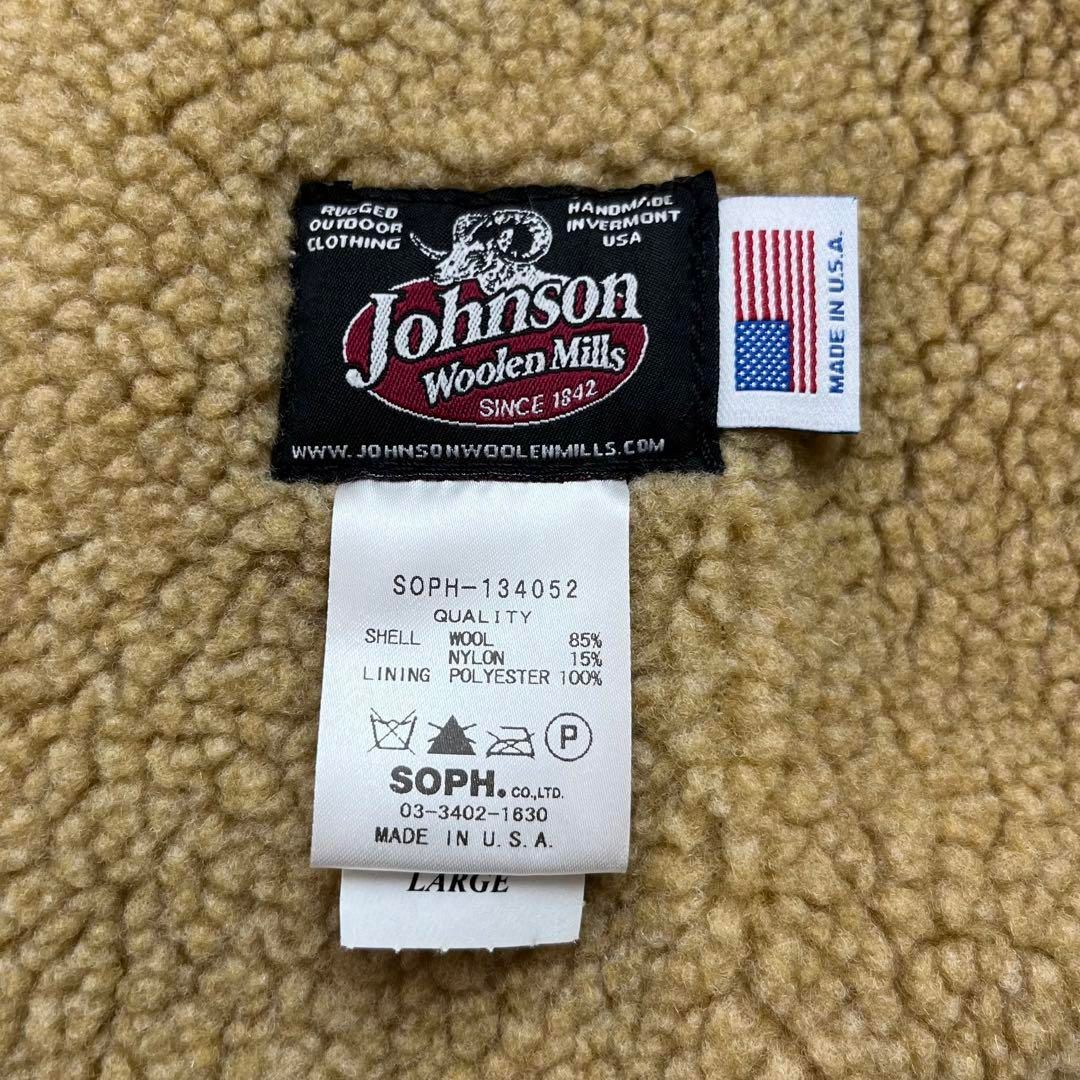 RUGGED
OUTDOOR
CLOTHING
HANDMADE
IN VERMONT
USA
Johnson
Woolen Mills
SINCE 1842
WWW.JOHNSONWOOLENMILLS.COM
MADE IN U.S.A.
SOPH-134052
QUALITY
SHELL WOOL 85%
NYLON 15%
LINING POLYESTER 100%
P
SOPH. CO.,LTD.
03-3402-1630
MADE IN U.S.A.
LARGE